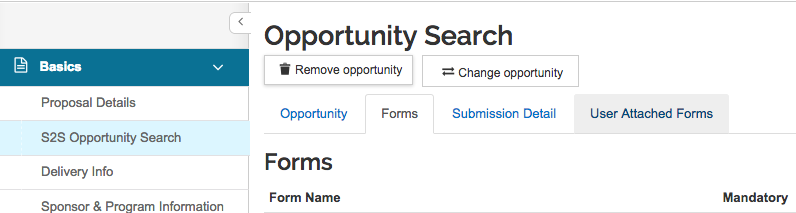 Basics
Proposal Details
S2S Opportunity Search
Delivery Info
Sponsor & Program Information
Opportunity Search
Remove opportunity Change opportunity
Opportunity Forms Submission Detail User Attached Forms
Forms
Form Name Mandatory